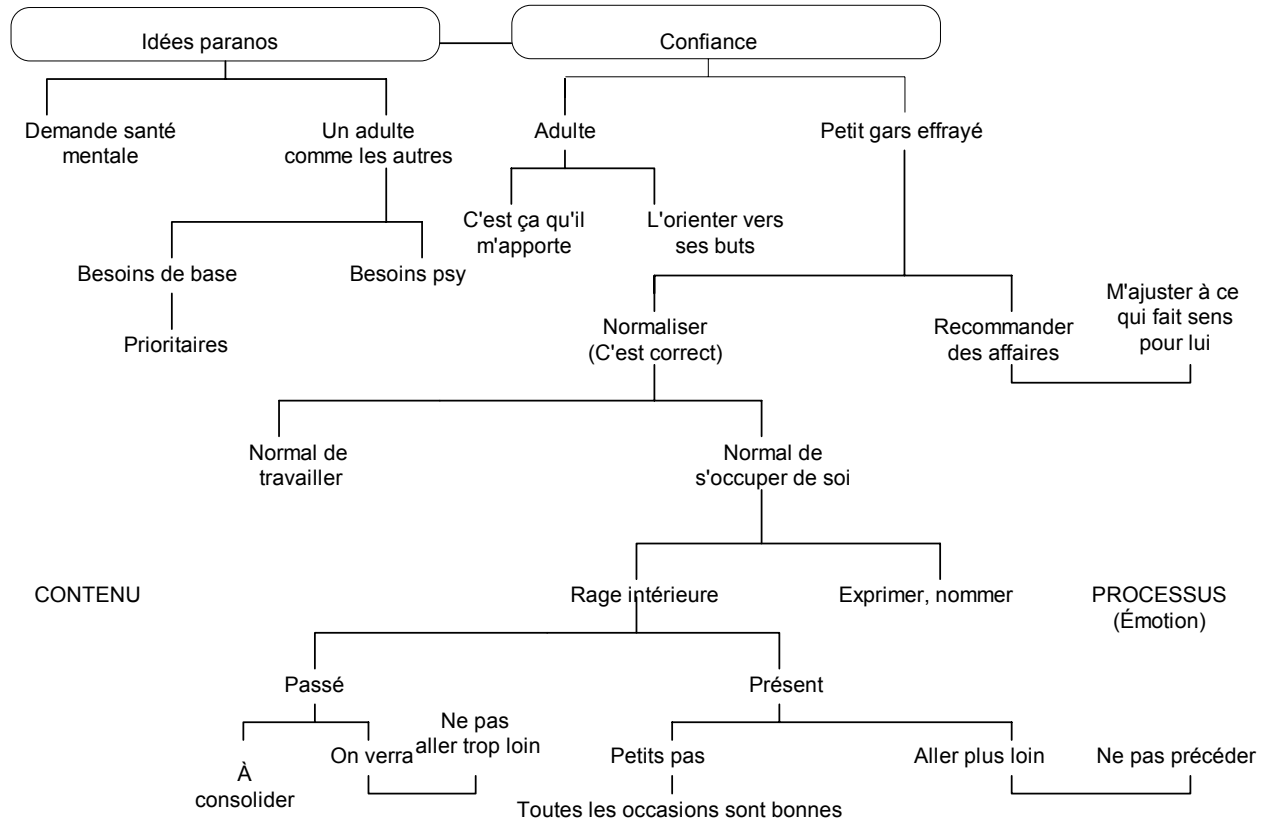 Idées paranos
Confiance
Demande santé
mentale
Un adulte
comme les autres
Adulte
Petit gars effrayé
C'est ça qu'il
m'apporte
L'orienter vers
ses buts
Besoins de base
Besoins psy
Prioritaires
Normaliser
(C'est correct)
Recommander
des affaires
M'ajuster à ce
qui fait sens
pour lui
Normal de
travailler
Normal de
s'occuper de soi
CONTENU
Rage intérieure
Exprimer, nommer
PROCESSUS
(Émotion)
Passé
Présent
À
consolider
On verra
Ne pas
aller trop loin
Petits pas
Aller plus loin
Ne pas précéder
Toutes les occasions sont bonnes